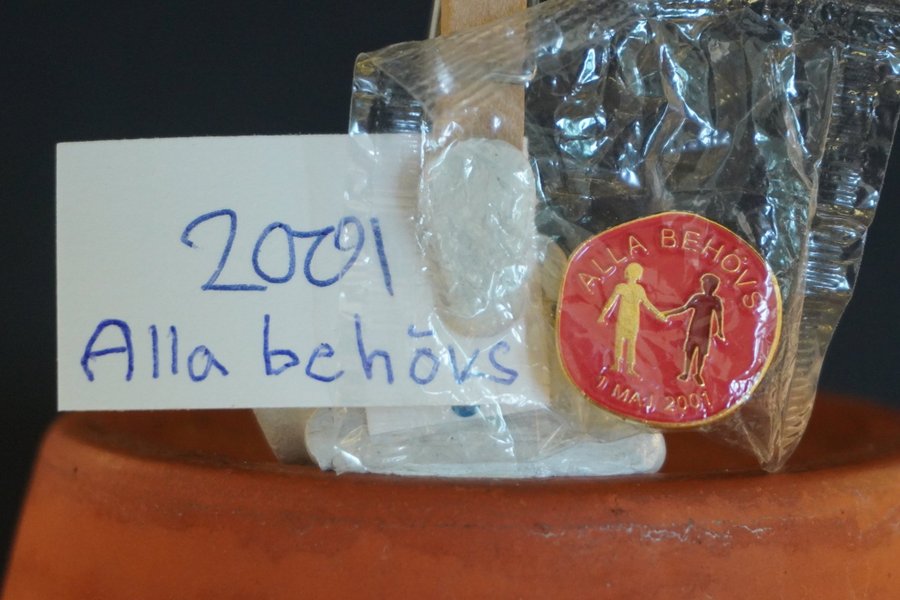 2001
Alla behövs
ALLA BEHÖVS
1 MAJ 2001